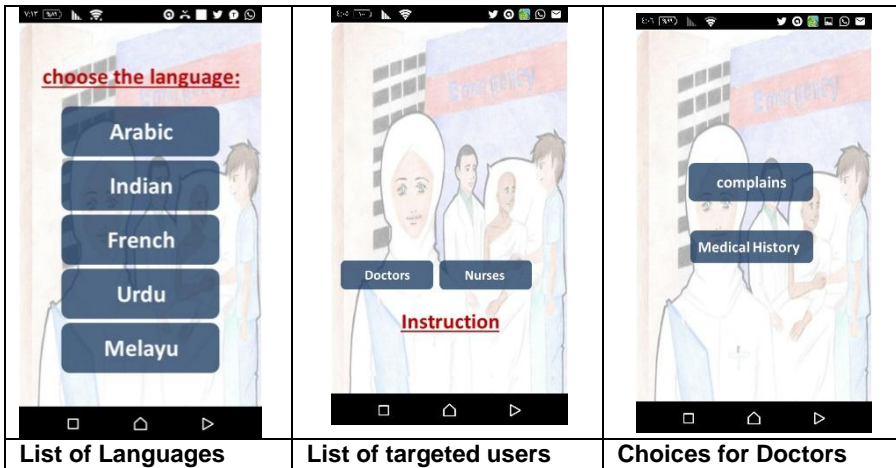 choose the language:
Arabic
Indian
French
Urdu
Melayu
List of Languages
Emergency
Doctors
Nurses
Instruction
List of targeted users
Emergency
complains
Medical History
Choices for Doctors